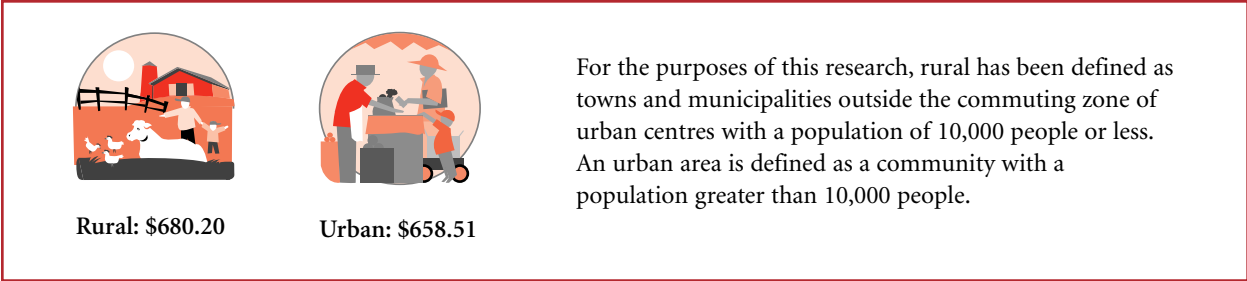 Rural: $680.20
Urban: $658.51
For the purposes of this research, rural has been defined as
towns and municipalities outside the commuting zone of
urban centres with a population of 10,000 people or less.
An urban area is defined as a community with a
population greater than 10,000 people.